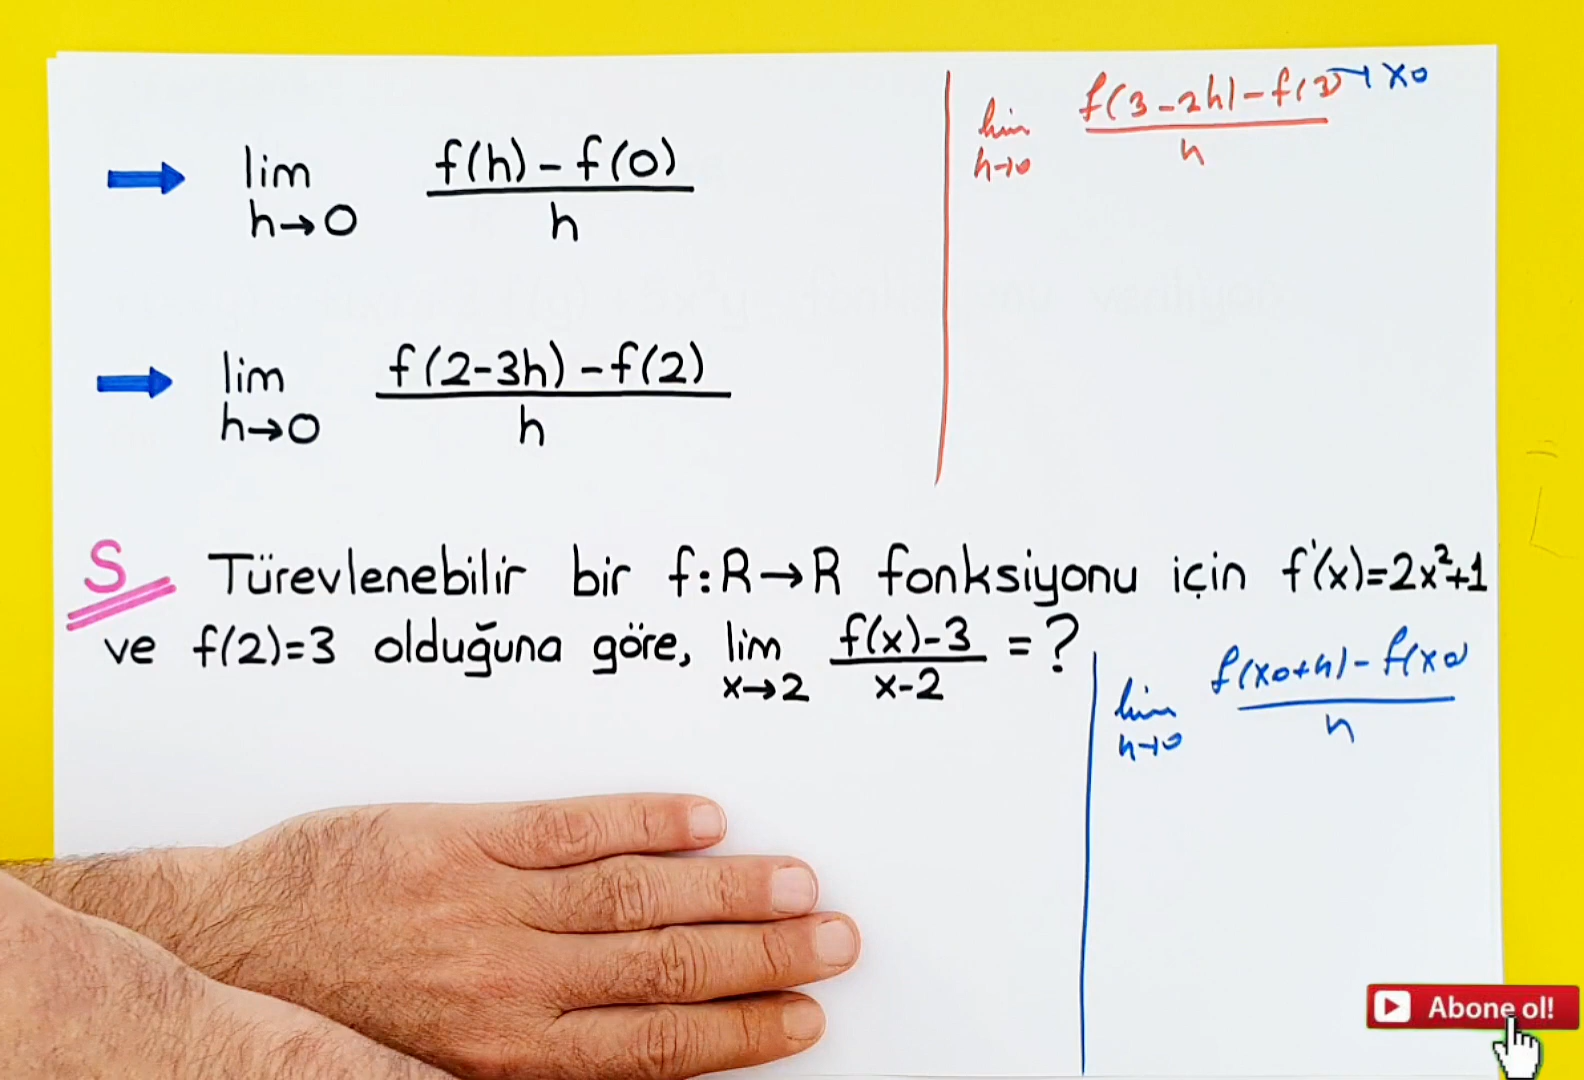 lim h→0 f(h) - f(0) / h
lim h→0 f(2-3h) - f(2) / h
lim h→0 f(3-2h) - f(3) → x0 / h
S Türevlenebilir bir f:R→R fonksiyonu için f'(x)=2x²+1
ve f(2)=3 olduğuna göre, lim x→2 f(x)-3 / x-2 = ?
lim h→0 f(x0+h) - f(x0) / h
Abone ol!